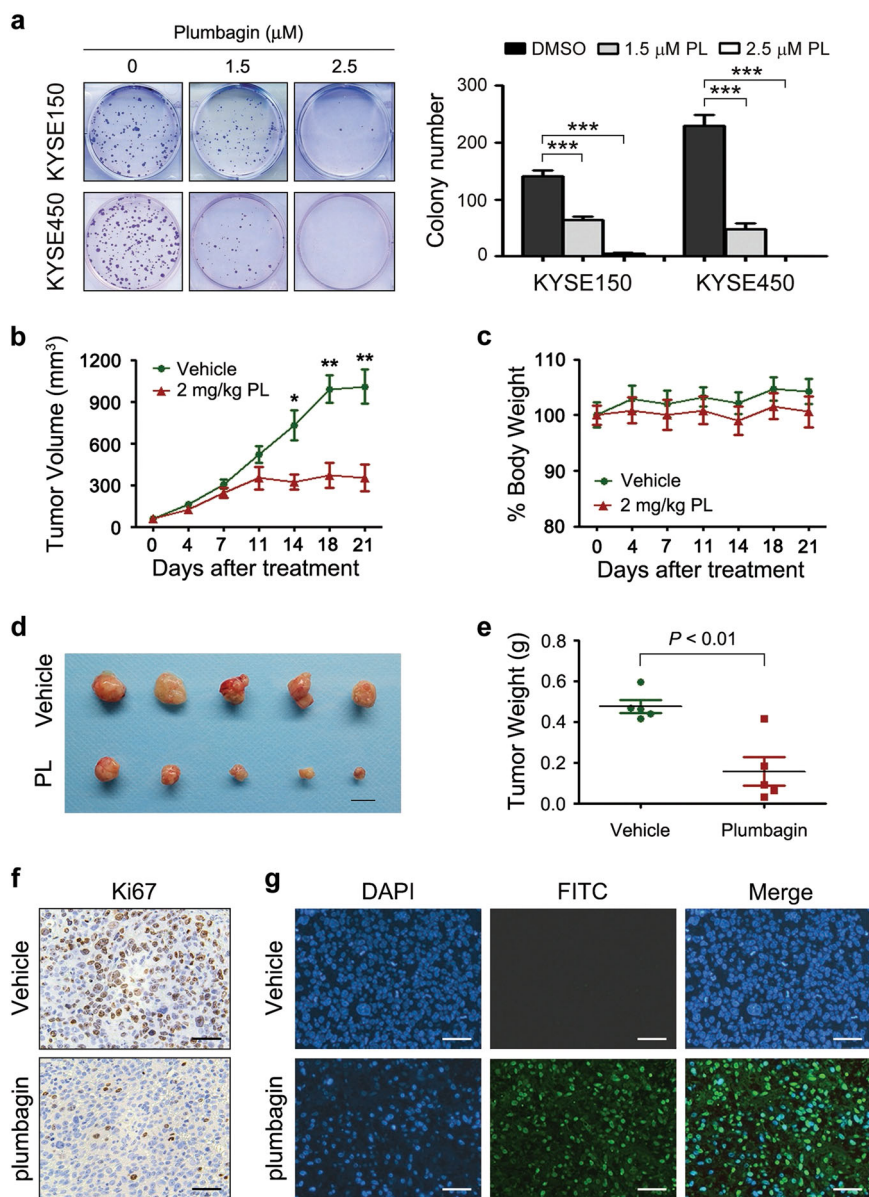 a
Plumbagin (μM)
0 1.5 2.5
KYSE150
KYSE450
DMSO 1.5 μM PL 2.5 μM PL
Colony number
300
200
100
0
*** ***
*** ***
KYSE150 KYSE450
b
Tumor Volume (mm³)
1200
900
600
300
0
Vehicle
2 mg/kg PL
* ** **
0 4 7 11 14 18 21
Days after treatment
c
% Body Weight
110
100
90
80
Vehicle
2 mg/kg PL
0 4 7 11 14 18 21
Days after treatment
d
Vehicle
PL
e
Tumor Weight (g)
0.8
0.6
0.4
0.2
0.0
P < 0.01
Vehicle Plumbagin
f
Ki67
Vehicle
plumbagin
g
DAPI FITC Merge
Vehicle
plumbagin